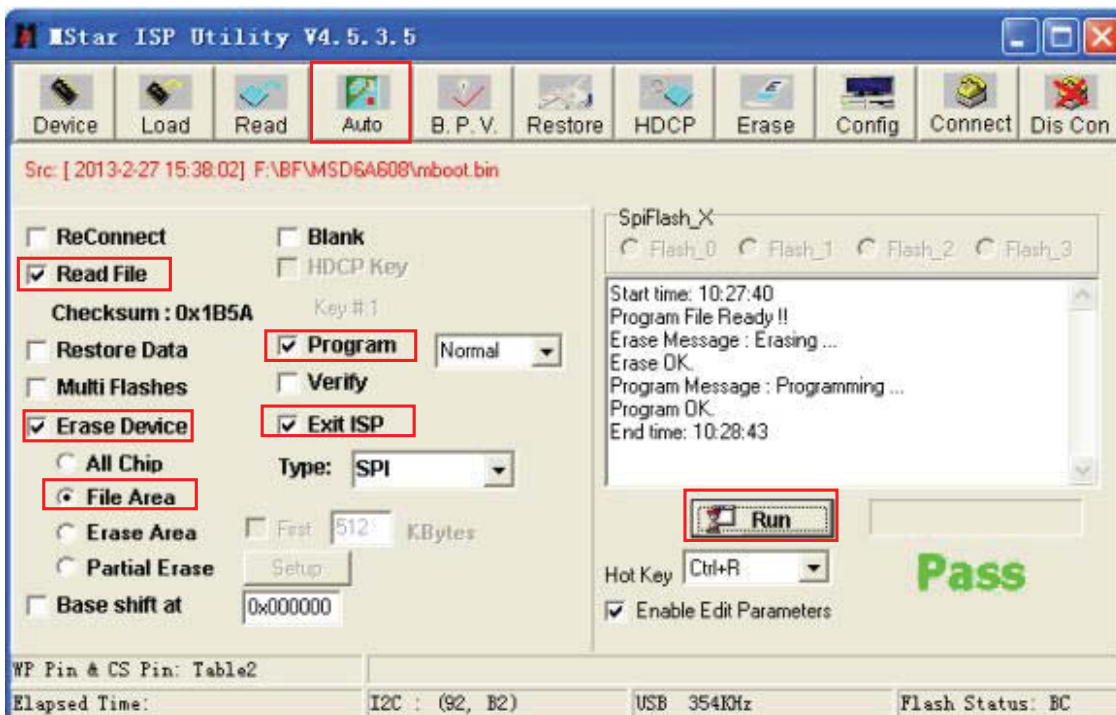 MStar ISP Utility V4.5.3.5
Device Load Read Auto B.P.V. Restore HDCP Erase Config Connect Dis Con
Src: [ 2013-2-27 15:38:02] F:\BF\MSD6A608\mboot.bin
ReConnect
Blank
Read File
HDCP Key
Checksum : 0x1B5A
Key #:1
Restore Data
Program
Normal
Multi Flashes
Verify
Erase Device
Exit ISP
All Chip
Type:
SPI
File Area
Erase Area
First
512
KBytes
Partial Erase
Setup
Base shift at
0x000000
SpiFlash_X
Flash_0 Flash_1 Flash_2 Flash_3
Start time: 10:27:40
Program File Ready !!
Erase Message : Erasing ...
Erase OK.
Program Message : Programming ...
Program OK.
End time: 10:28:43
Run
Hot Key
Ctrl+R
Pass
Enable Edit Parameters
WP Pin & CS Pin: Table2
Elapsed Time:
I2C : (92, B2)
USB 354KHz
Flash Status: BC